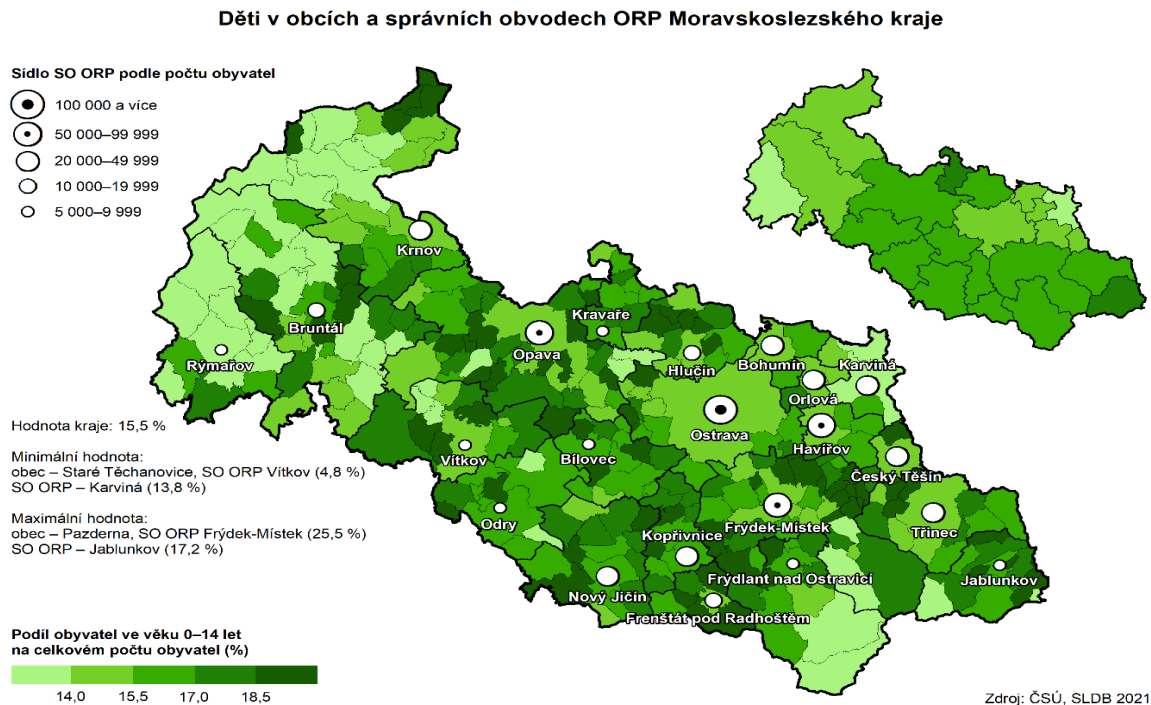 Děti v obcích a správních obvodech ORP Moravskoslezského kraje
Sídlo SO ORP podle počtu obyvatel
100 000 a více
50 000–99 999
20 000–49 999
10 000–19 999
5 000–9 999
Krnov
Bruntál
Rýmařov
Opava
Kravaře
Hlučín
Bohumín
Karviná
Orlová
Ostrava
Havířov
Český Těšín
Vítkov
Bílovec
Odry
Frýdek-Místek
Třinec
Kopřivnice
Nový Jičín
Frýdlant nad Ostravicí
Jablunkov
Frenštát pod Radhoštěm
Hodnota kraje: 15,5 %
Minimální hodnota:
obec – Staré Těchanovice, SO ORP Vítkov (4,8 %)
SO ORP – Karviná (13,8 %)
Maximální hodnota:
obec – Pazderna, SO ORP Frýdek-Místek (25,5 %)
SO ORP – Jablunkov (17,2 %)
Podíl obyvatel ve věku 0–14 let
na celkovém počtu obyvatel (%)
14,0 15,5 17,0 18,5
Zdroj: ČSÚ, SLDB 2021